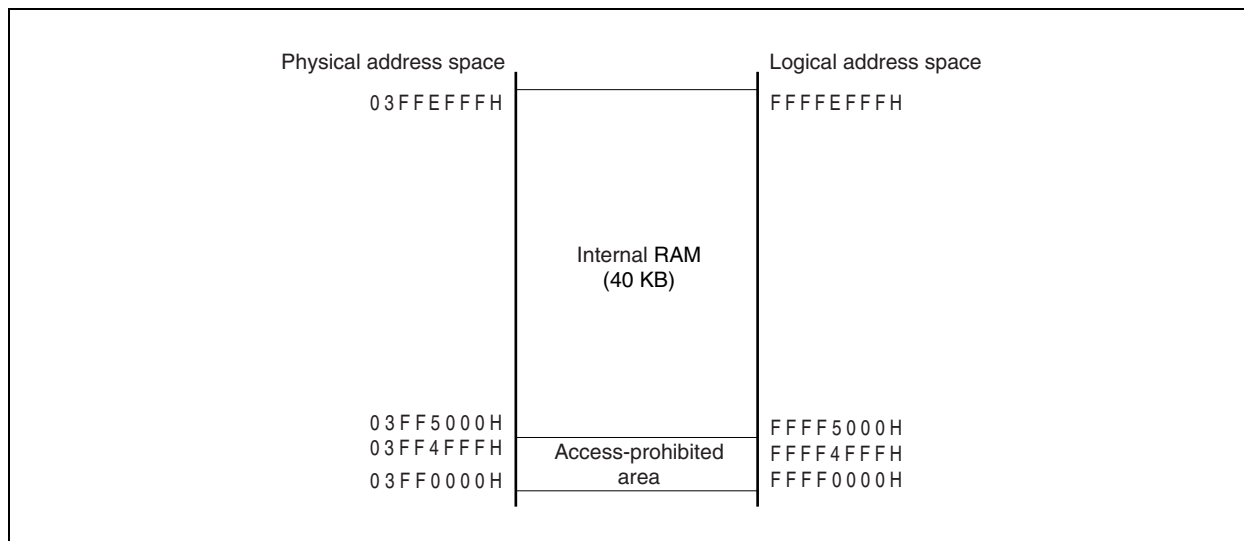 Physical address space
Logical address space
03FFEFFFH
FFFFEFFFH
Internal RAM
(40 KB)
03FF5000H
FFFF5000H
03FF4FFFH
Access-prohibited
area
FFFF4FFFH
03FF0000H
FFFF0000H